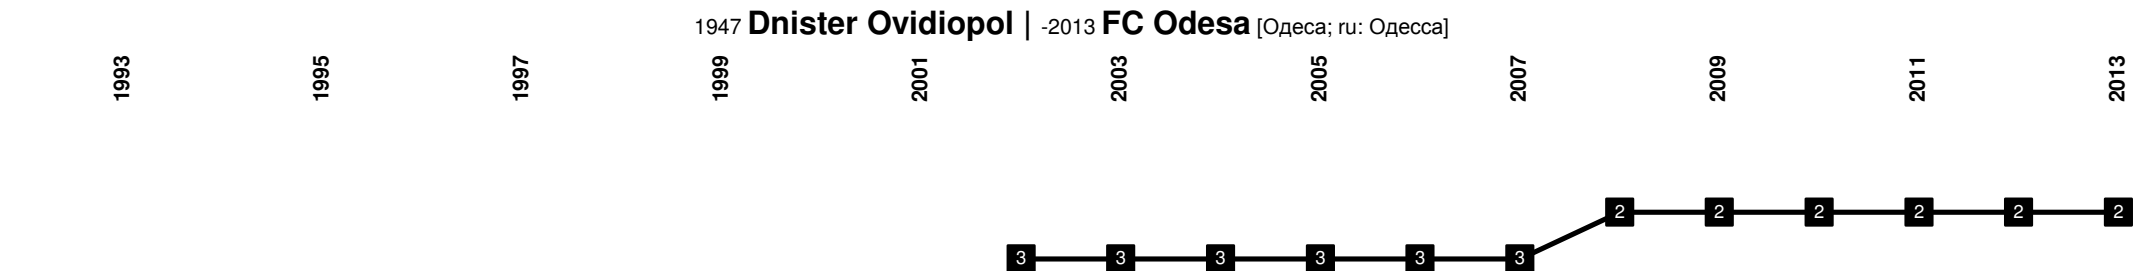 1947 Dnister Ovidiopol | -2013 FC Odesa [Одеса; ru: Одесса]
1993 1995 1997 1999 2001 2003 2005 2007 2009 2011 2013
2 2 2 2 2 2
3 3 3 3 3 3